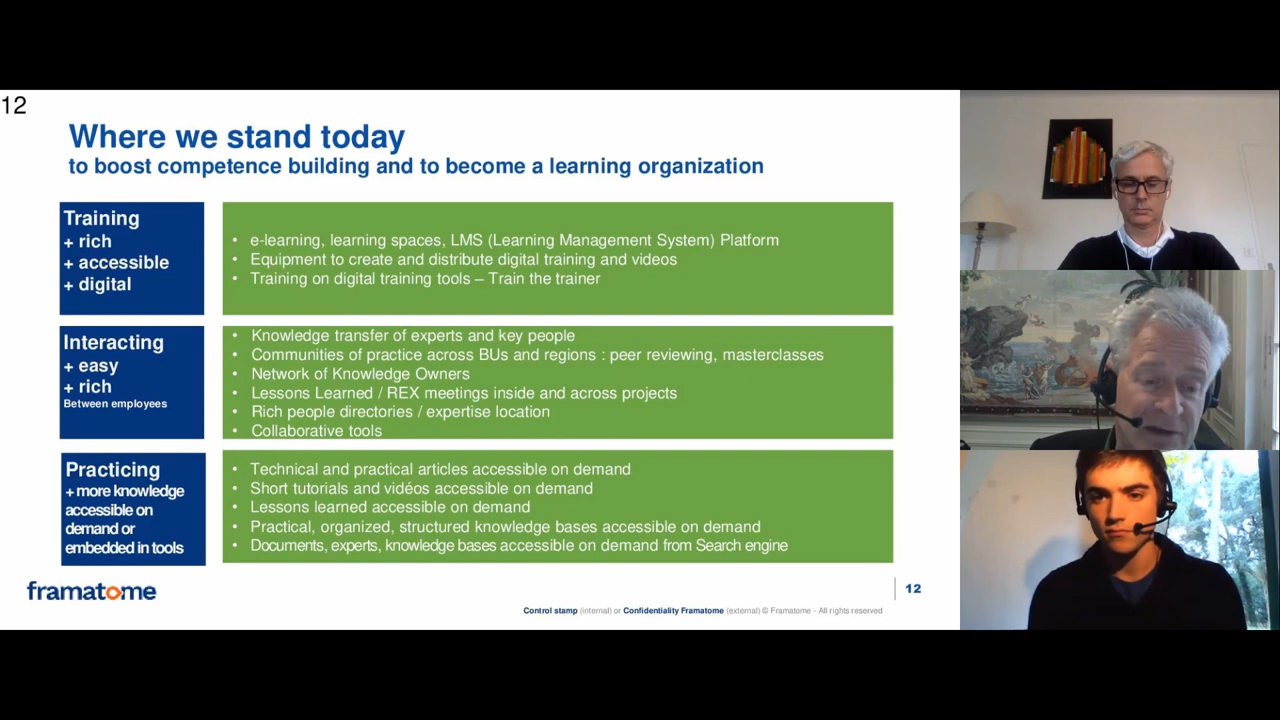 12
Where we stand today
to boost competence building and to become a learning organization
Training
+ rich
+ accessible
+ digital
• e-learning, learning spaces, LMS (Learning Management System) Platform
• Equipment to create and distribute digital training and videos
• Training on digital training tools – Train the trainer
Interacting
+ easy
+ rich
Between employees
• Knowledge transfer of experts and key people
• Communities of practice across BUs and regions : peer reviewing, masterclasses
• Network of Knowledge Owners
• Lessons Learned / REX meetings inside and across projects
• Rich people directories / expertise location
• Collaborative tools
Practicing
+ more knowledge
accessible on
demand or
embedded in tools
• Technical and practical articles accessible on demand
• Short tutorials and vidéos accessible on demand
• Lessons learned accessible on demand
• Practical, organized, structured knowledge bases accessible on demand
• Documents, experts, knowledge bases accessible on demand from Search engine
framatome
12
Control stamp (internal) or Confidentiality Framatome (external) © Framatome - All rights reserved